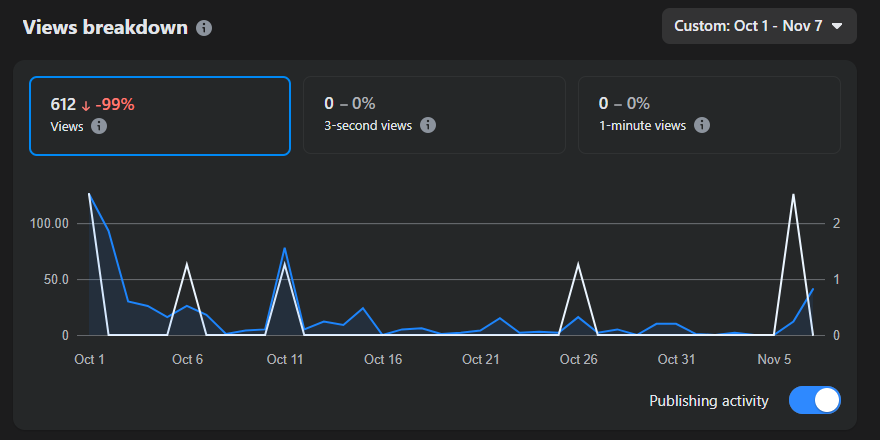 Views breakdown
Custom: Oct 1 - Nov 7
612 ↓ -99%
Views
0 – 0%
3-second views
0 – 0%
1-minute views
100.00
50.0
0
2
1
0
Oct 1 Oct 6 Oct 11 Oct 16 Oct 21 Oct 26 Oct 31 Nov 5
Publishing activity